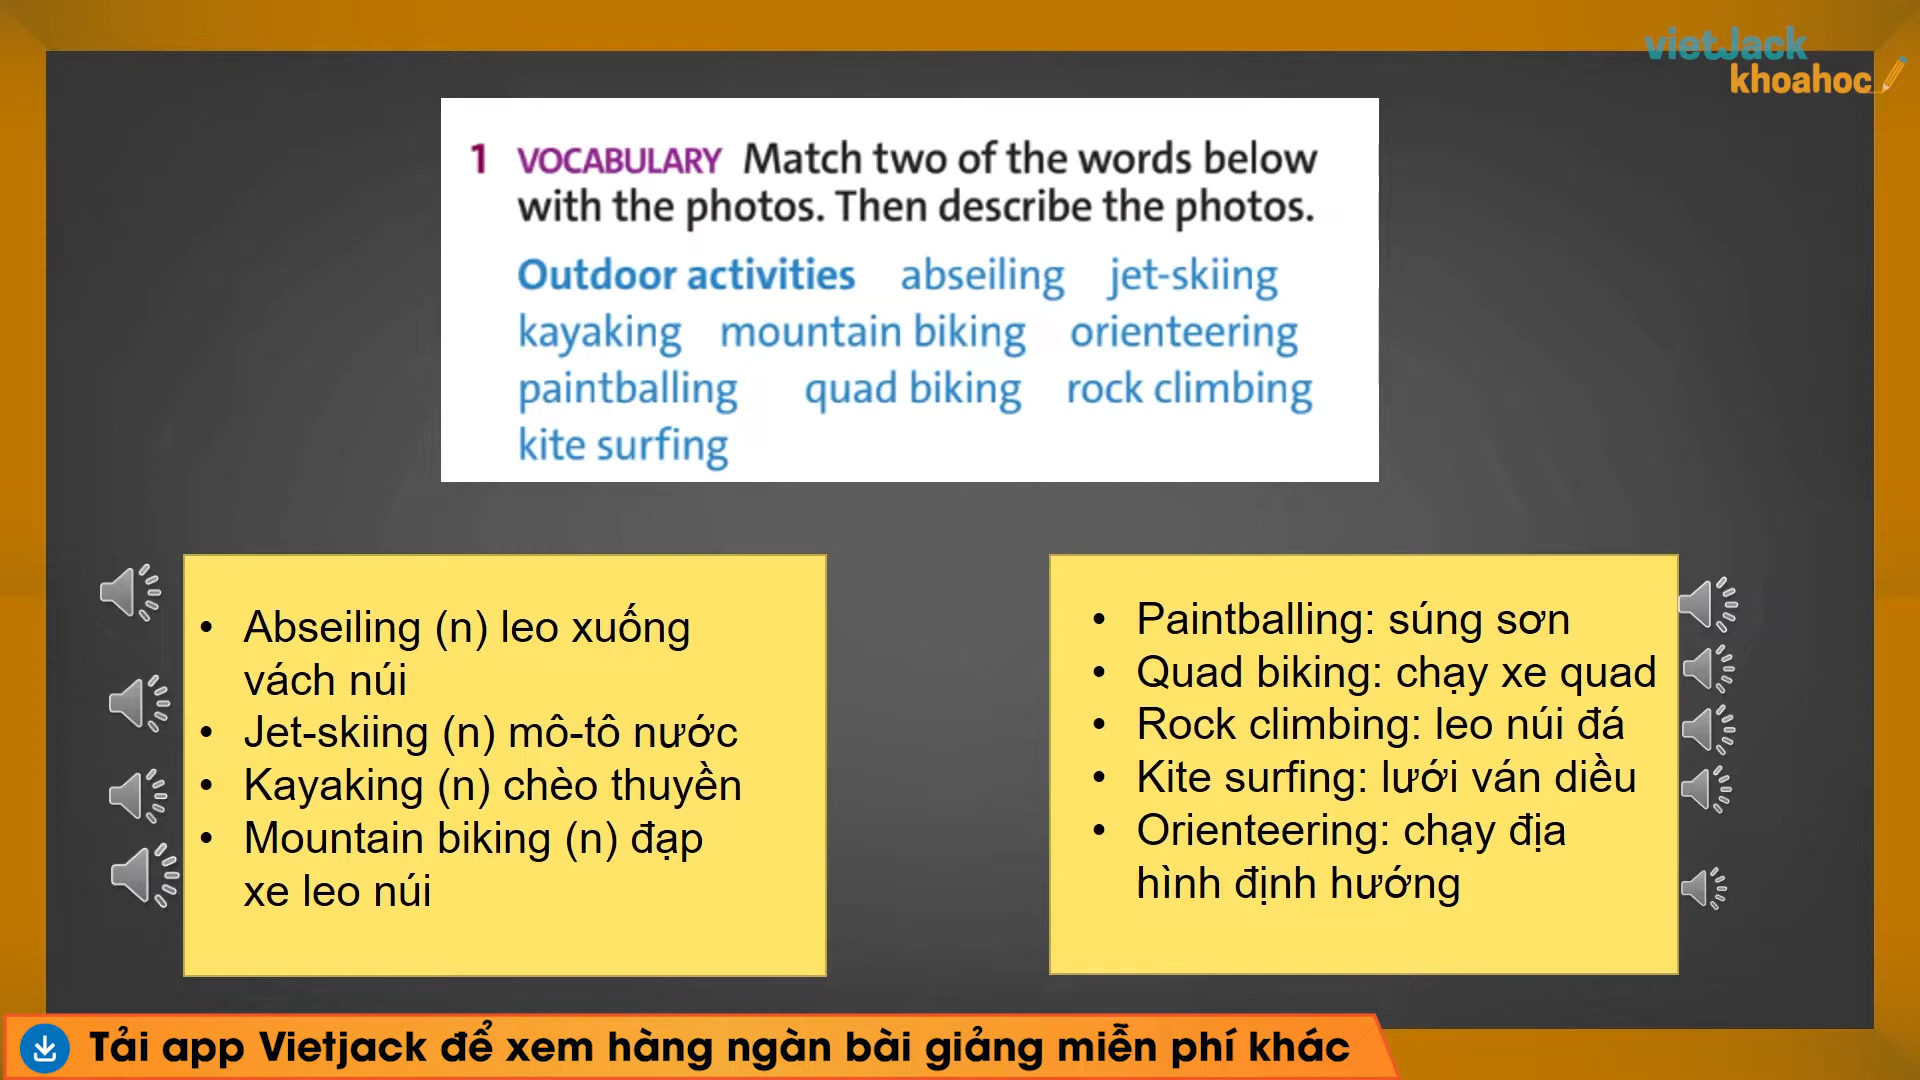 vietJack
khoahoc
1 VOCABULARY Match two of the words below
with the photos. Then describe the photos.
Outdoor activities abseiling jet-skiing
kayaking mountain biking orienteering
paintballing quad biking rock climbing
kite surfing
• Abseiling (n) leo xuống
vách núi
• Jet-skiing (n) mô-tô nước
• Kayaking (n) chèo thuyền
• Mountain biking (n) đạp
xe leo núi
• Paintballing: súng sơn
• Quad biking: chạy xe quad
• Rock climbing: leo núi đá
• Kite surfing: lưới ván diều
• Orienteering: chạy địa
hình định hướng
Tải app Vietjack để xem hàng ngàn bài giảng miễn phí khác